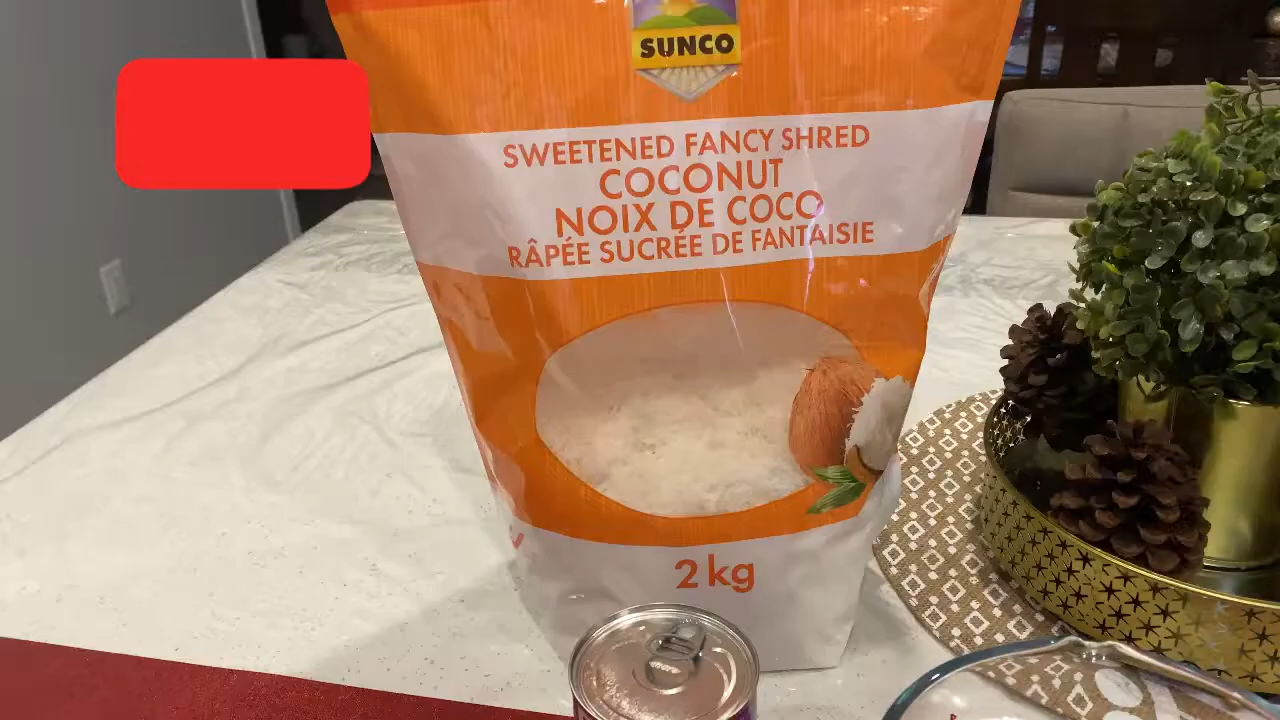 SUNCO
SWEETENED FANCY SHRED
COCONUT
NOIX DE COCO
RÂPÉE SUCRÉE DE FANTAISIE
2 kg